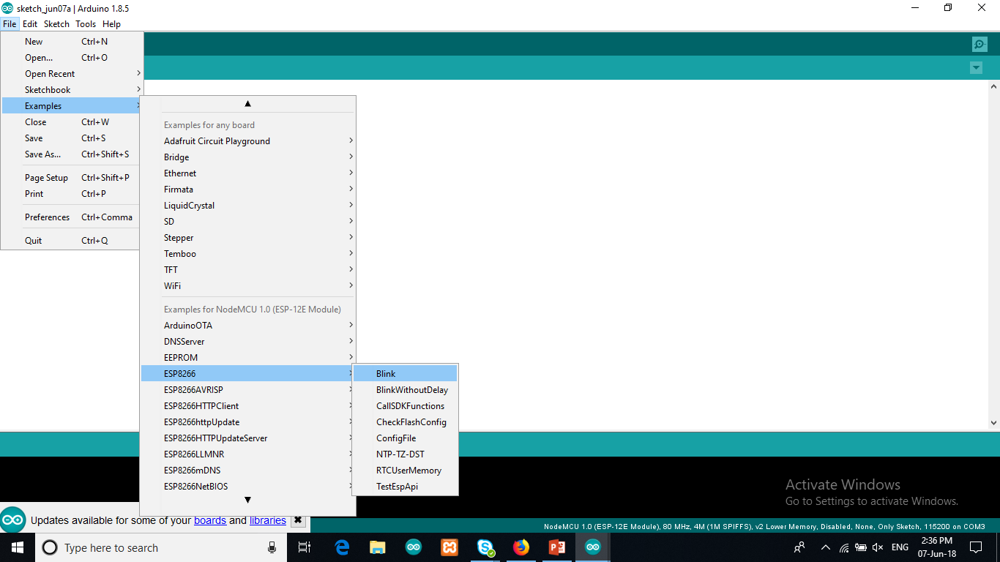 sketch_jun07a | Arduino 1.8.5
File Edit Sketch Tools Help
New Ctrl+N
Open... Ctrl+O
Open Recent
Sketchbook
Examples
Close Ctrl+W
Save Ctrl+S
Save As... Ctrl+Shift+S
Page Setup Ctrl+Shift+P
Print Ctrl+P
Preferences Ctrl+Comma
Quit Ctrl+Q
Examples for any board
Adafruit Circuit Playground
Bridge
Ethernet
Firmata
LiquidCrystal
SD
Stepper
Temboo
TFT
WiFi
Examples for NodeMCU 1.0 (ESP-12E Module)
ArduinoOTA
DNSServer
EEPROM
ESP8266
ESP8266AVRISP
ESP8266HTTPClient
ESP8266httpUpdate
ESP8266HTTPUpdateServer
ESP8266LLMNR
ESP8266mDNS
ESP8266NetBIOS
Blink
BlinkWithoutDelay
CallSDKFunctions
CheckFlashConfig
ConfigFile
NTP-TZ-DST
RTCUserMemory
TestEspApi
Activate Windows
Go to Settings to activate Windows.
Updates available for some of your boards and libraries
NodeMCU 1.0 (ESP-12E Module), 80 MHz, 4M (1M SPIFFS), v2 Lower Memory, Disabled, None, Only Sketch, 115200 on COM3
Type here to search
ENG
2:36 PM
07-Jun-18